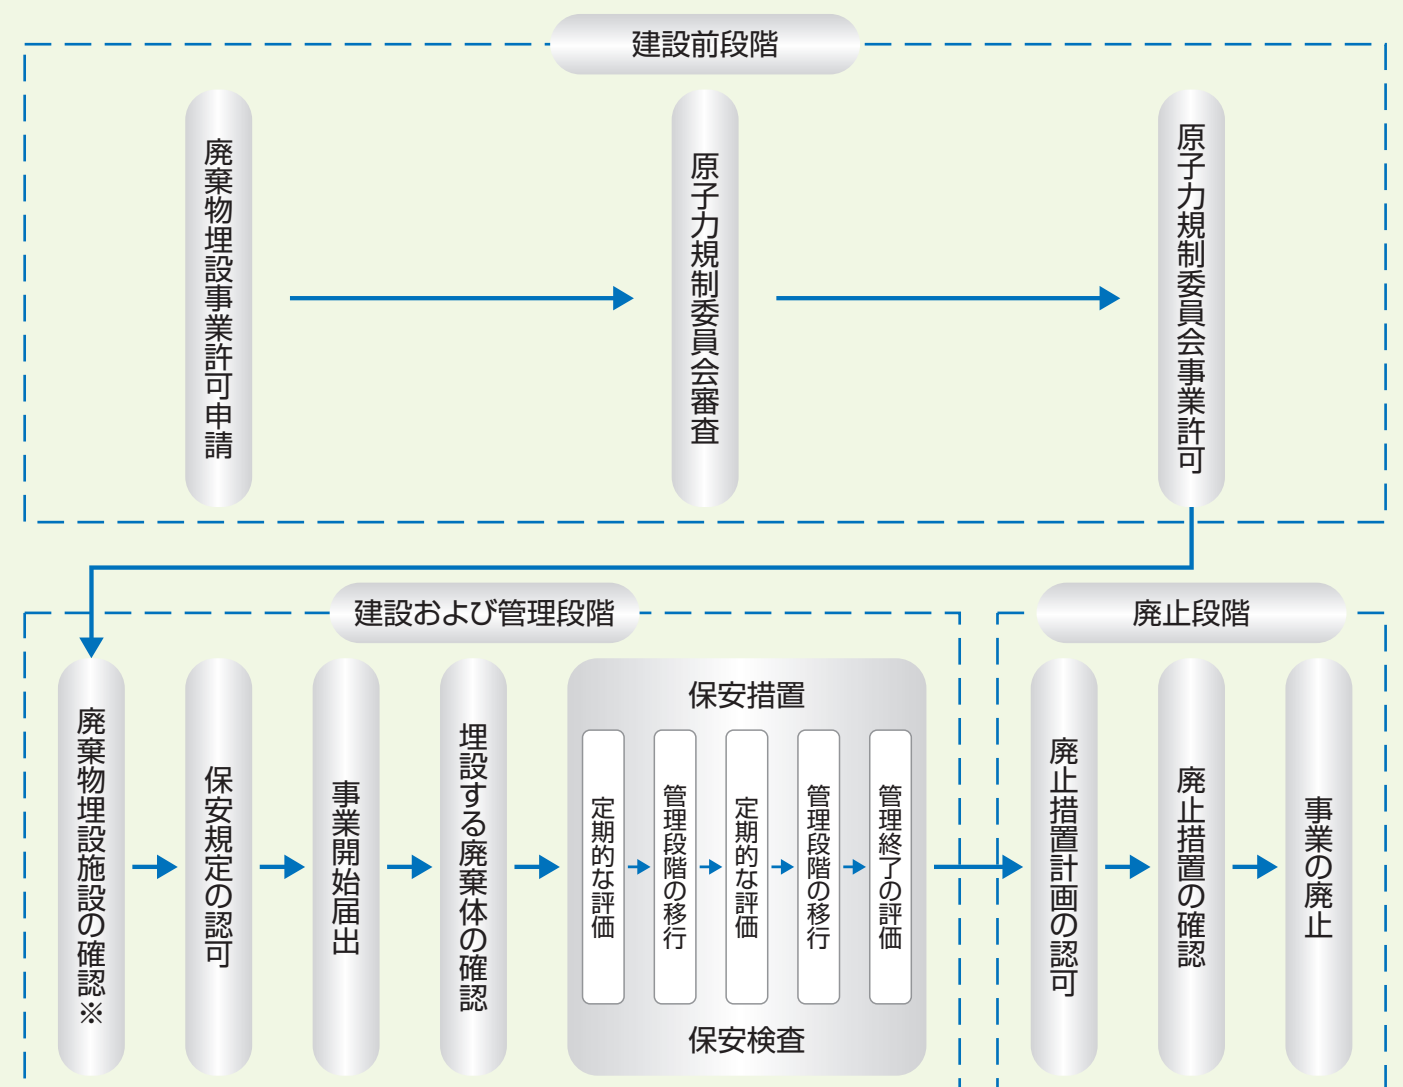 建設前段階
廃棄物埋設事業許可申請
原子力規制委員会審査
原子力規制委員会事業許可
建設および管理段階
廃棄物埋設施設の確認※
保安規定の認可
事業開始届出
埋設する廃棄体の確認
保安措置
定期的な評価
管理段階の移行
定期的な評価
管理段階の移行
管理終了の評価
保安検査
廃止段階
廃止措置計画の認可
廃止措置の確認
事業の廃止